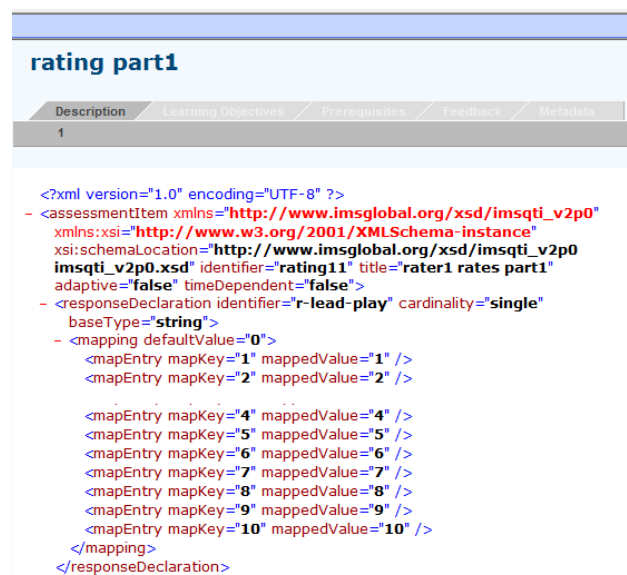 rating part1
Description Learning Objectives Prerequisites Feedback Metadata
1
<?xml version="1.0" encoding="UTF-8" ?>
- <assessmentItem xmlns="http://www.imsglobal.org/xsd/imsqti_v2p0"
xmlns:xsi="http://www.w3.org/2001/XMLSchema-instance"
xsi:schemaLocation="http://www.imsglobal.org/xsd/imsqti_v2p0
imsqti_v2p0.xsd" identifier="rating11" title="rater1 rates part1"
adaptive="false" timeDependent="false">
- <responseDeclaration identifier="r-lead-play" cardinality="single"
baseType="string">
- <mapping defaultValue="0">
<mapEntry mapKey="1" mappedValue="1" />
<mapEntry mapKey="2" mappedValue="2" />
<mapEntry mapKey="4" mappedValue="4" />
<mapEntry mapKey="5" mappedValue="5" />
<mapEntry mapKey="6" mappedValue="6" />
<mapEntry mapKey="7" mappedValue="7" />
<mapEntry mapKey="8" mappedValue="8" />
<mapEntry mapKey="9" mappedValue="9" />
<mapEntry mapKey="10" mappedValue="10" />
</mapping>
</responseDeclaration>